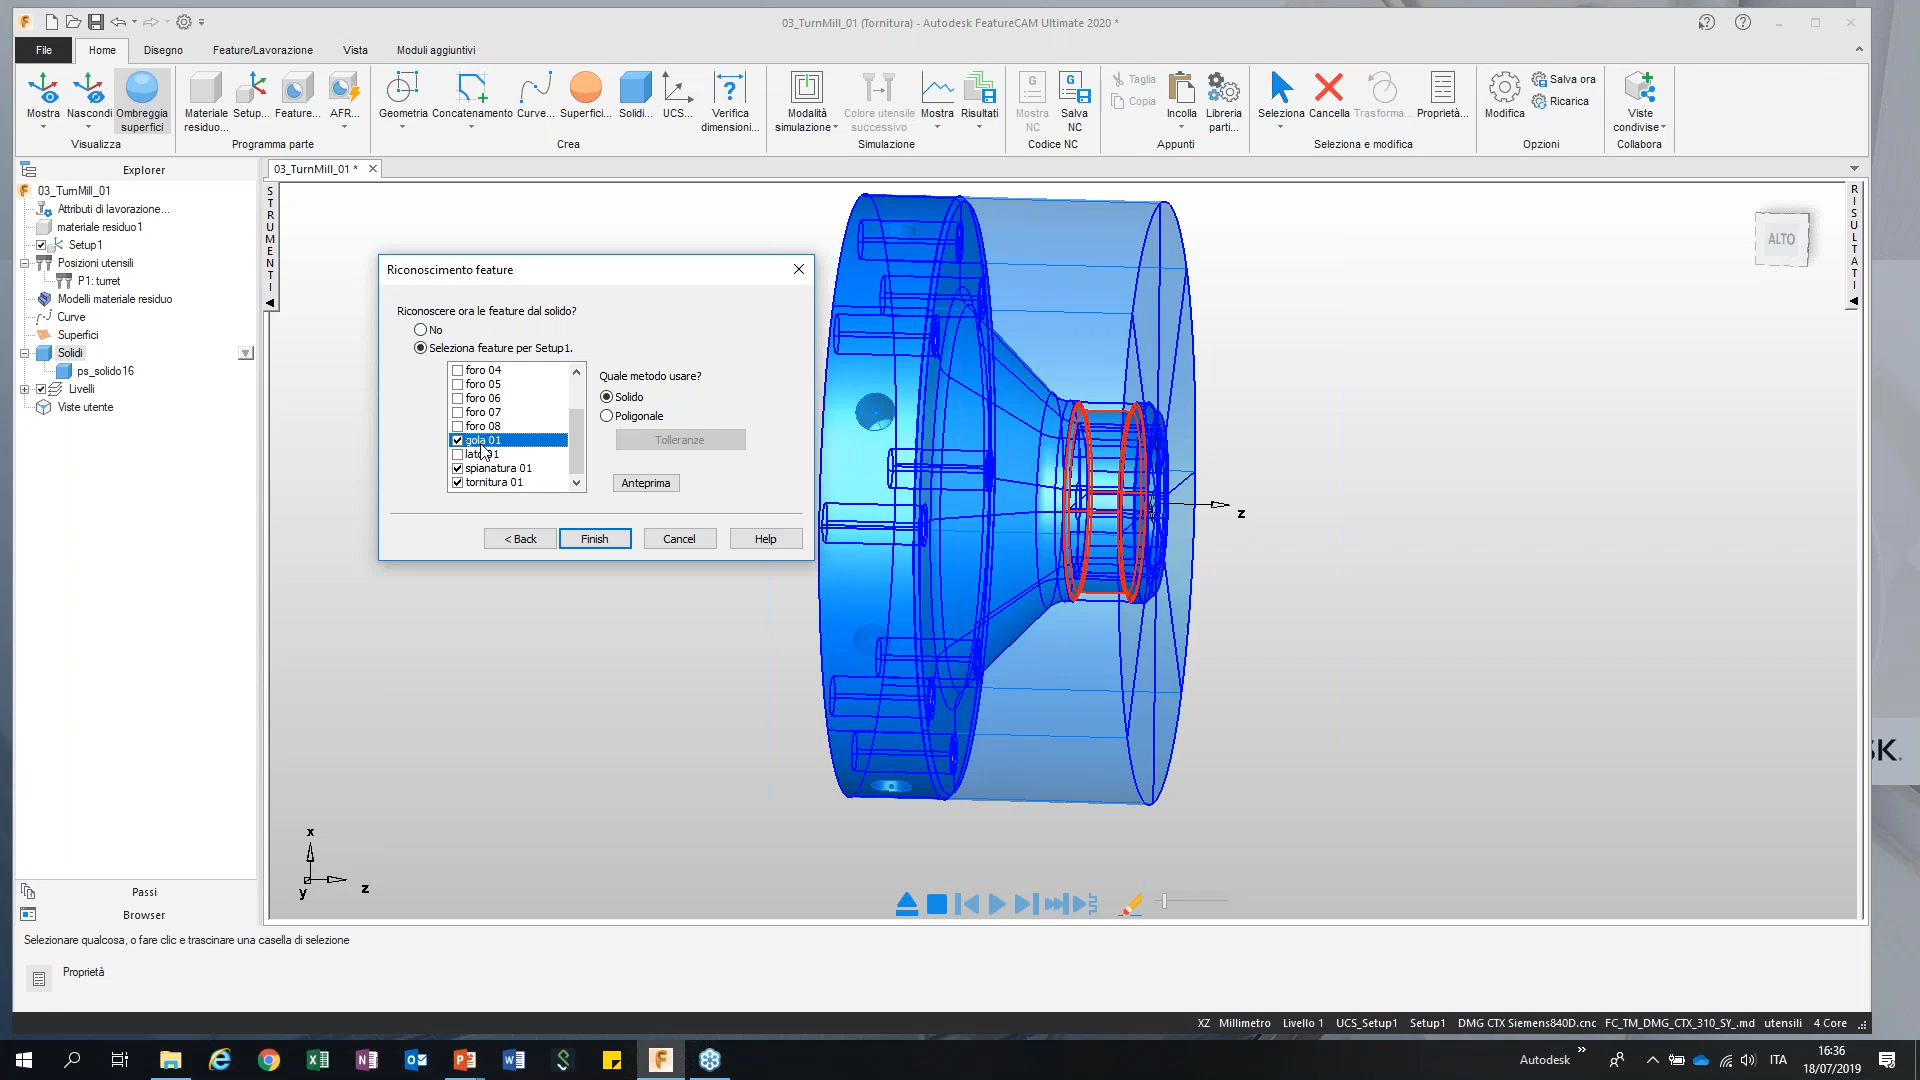 03_TurnMill_01 (Tornitura) - Autodesk FeatureCAM Ultimate 2020 *
File Home Disegno Feature/Lavorazione Vista Moduli aggiuntivi
Mostra Nascondi Ombreggia superfici
Visualizza
Materiale residuo... Setup... Feature... AFR...
Programma parte
Geometria Concatenamento Curve... Superfici... Solidi... UCS... Verifica dimensioni...
Crea
Modalità simulazione Colore utensile successivo Mostra Risultati
Simulazione
Mostra NC Salva NC
Codice NC
Taglia
Copia
Incolla Libreria parti...
Appunti
Seleziona Cancella Trasforma... Proprietà...
Seleziona e modifica
Modifica Salva ora
Ricarica
Opzioni
Viste condivise
Collabora
Explorer
03_TurnMill_01 *
03_TurnMill_01
Attributi di lavorazione...
materiale residuo1
Setup1
Posizioni utensili
P1: turret
Modelli materiale residuo
Curve
Superfici
Solidi
ps_solido16
Livelli
Viste utente
Passi
Browser
STRUMENTI
RISULTATI
ALTO
Riconoscimento feature
Riconoscere ora le feature dal solido?
No
Seleziona feature per Setup1.
foro 04
foro 05
foro 06
foro 07
foro 08
gola 01
spianatura 01
tornitura 01
Quale metodo usare?
Solido
Poligonale
Tolleranze
Anteprima
< Back Finish Cancel Help
z
x
y
z
SK.
Selezionare qualcosa, o fare clic e trascinare una casella di selezione
Proprietà
XZ Millimetro Livello 1 UCS_Setup1 Setup1 DMG CTX Siemens840D.cnc FC_TM_DMG_CTX_310_SY_.md utensili 4 Core
Autodesk
ITA
16:36
18/07/2019